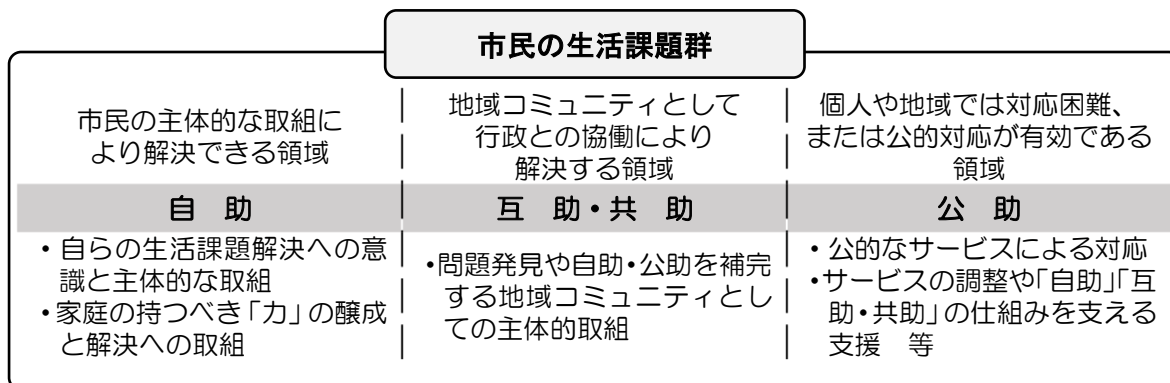 市民の生活課題群
市民の主体的な取組に
より解決できる領域
地域コミュニティとして
行政との協働により
解決する領域
個人や地域では対応困難、
または公的対応が有効である
領域
自　助
互　助・共　助
公　助
・自らの生活課題解決への意
識と主体的な取組
・家庭の持つべき「力」の醸成
と解決への取組
・問題発見や自助・公助を補完
する地域コミュニティとし
ての主体的取組
・公的なサービスによる対応
・サービスの調整や「自助」「互
助・共助」の仕組みを支える
支援　等